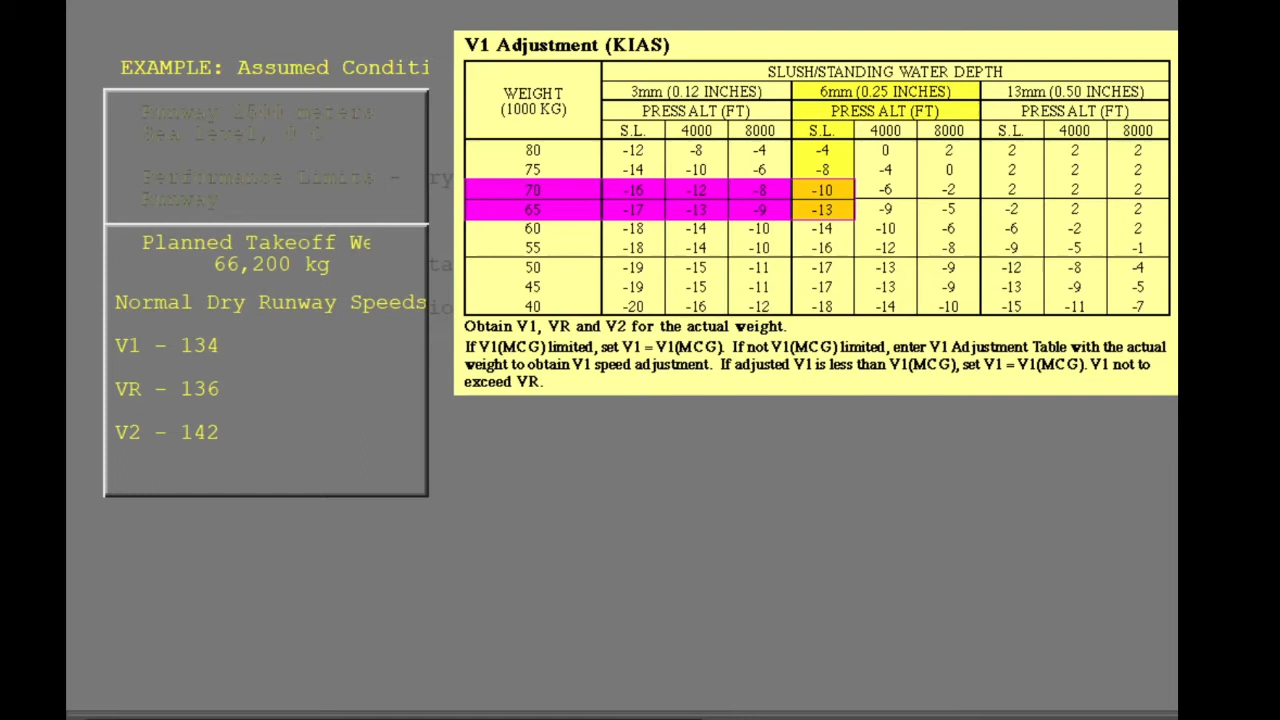 EXAMPLE: Assumed Conditi
Runway 2500 meters
Sea level, 0 C
Performance Limits - ry
Runway
Planned Takeoff We
66,200 kg
Normal Dry Runway Speeds
V1 - 134
VR - 136
V2 - 142
V1 Adjustment (KIAS)
SLUSH/STANDING WATER DEPTH
WEIGHT (1000 KG)
3mm (0.12 INCHES) 6mm (0.25 INCHES) 13mm (0.50 INCHES)
PRESS ALT (FT) PRESS ALT (FT) PRESS ALT (FT)
S.L. 4000 8000 S.L. 4000 8000 S.L. 4000 8000
80 -12 -8 -4 -4 0 2 2 2 2
75 -14 -10 -6 -8 -4 0 2 2 2
70 -16 -12 -8 -10 -6 -2 2 2 2
65 -17 -13 -9 -13 -9 -5 -2 2 2
60 -18 -14 -10 -14 -10 -6 -6 -2 2
55 -18 -14 -10 -16 -12 -8 -9 -5 -1
50 -19 -15 -11 -17 -13 -9 -12 -8 -4
45 -19 -15 -11 -17 -13 -9 -13 -9 -5
40 -20 -16 -12 -18 -14 -10 -15 -11 -7
Obtain V1, VR and V2 for the actual weight.
If V1(MCG) limited, set V1 = V1(MCG). If not V1(MCG) limited, enter V1 Adjustment Table with the actual
weight to obtain V1 speed adjustment. If adjusted V1 is less than V1(MCG), set V1 = V1(MCG). V1 not to
exceed VR.